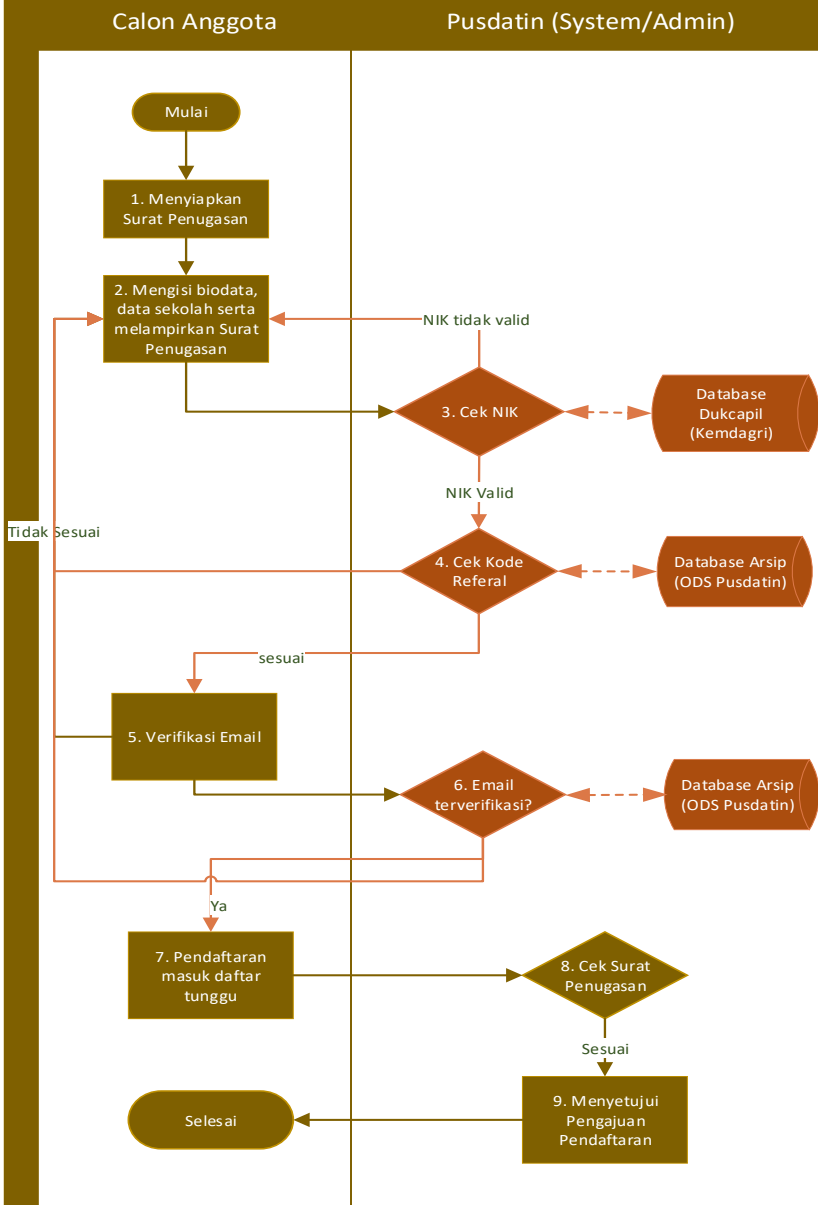 Calon Anggota
Pusdatin (System/Admin)
Mulai
1. Menyiapkan
Surat Penugasan
2. Mengisi biodata,
data sekolah serta
melampirkan Surat
Penugasan
NIK tidak valid
3. Cek NIK
Database
Dukcapil
(Kemdagri)
NIK Valid
Tidak Sesuai
4. Cek Kode
Referal
Database Arsip
(ODS Pusdatin)
sesuai
5. Verifikasi Email
6. Email
terverifikasi?
Database Arsip
(ODS Pusdatin)
Ya
7. Pendaftaran
masuk daftar
tunggu
8. Cek Surat
Penugasan
Sesuai
9. Menyetujui
Pengajuan
Pendaftaran
Selesai